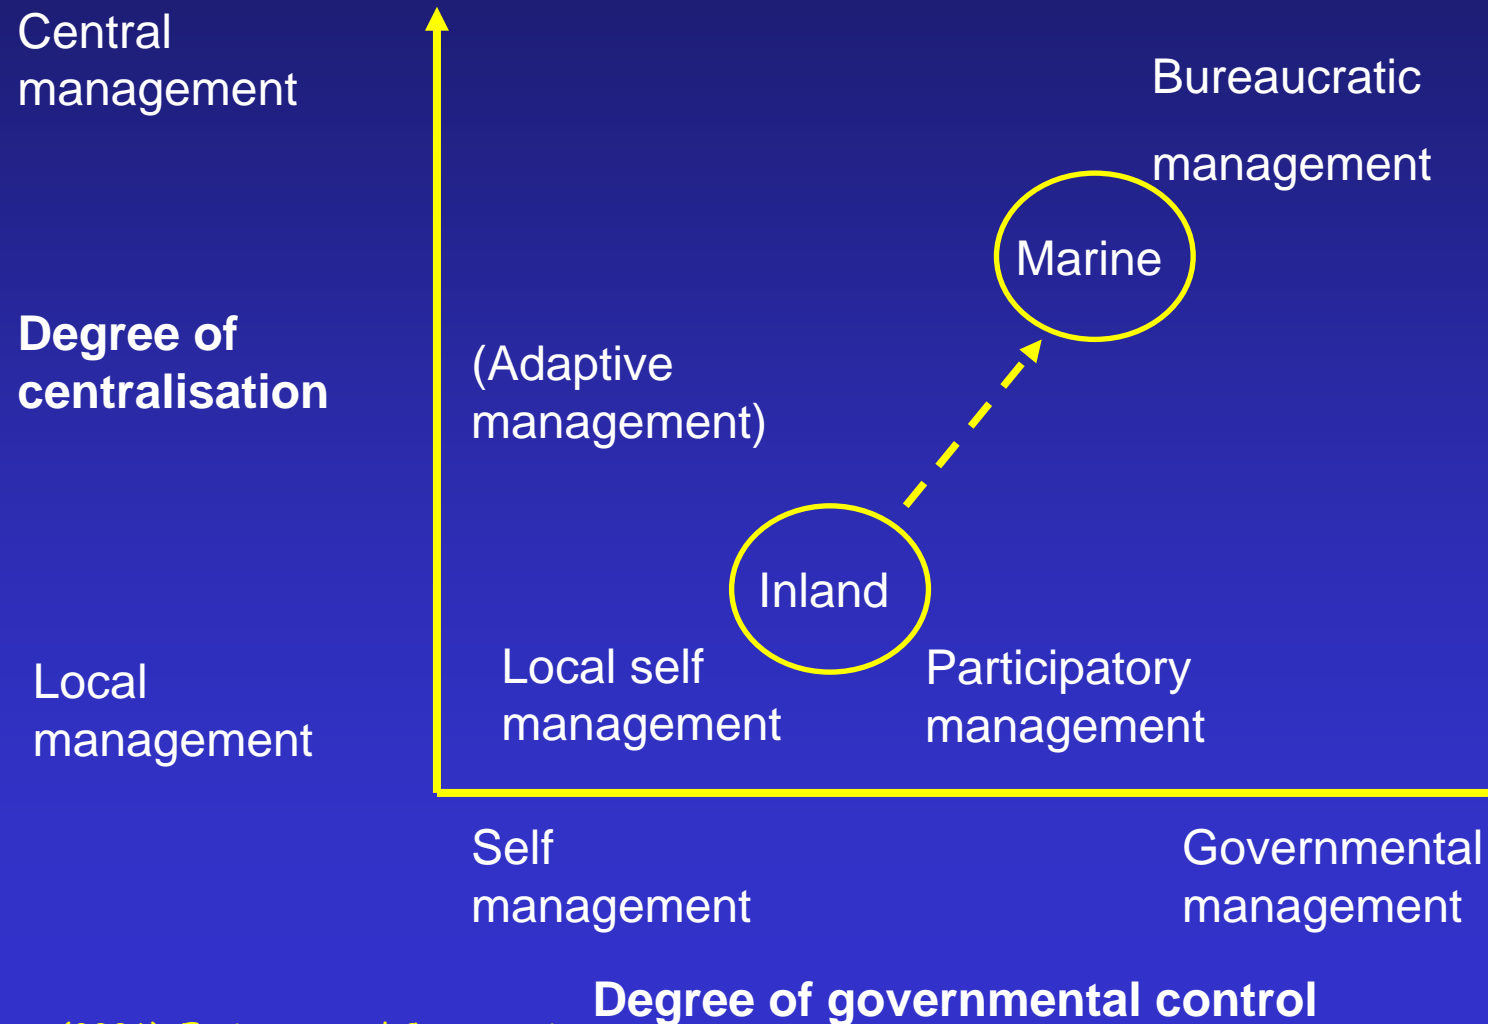 Central
management
Bureaucratic
management
Marine
Degree of
centralisation
(Adaptive
management)
Inland
Local
management
Local self
management
Participatory
management
Self
management
Governmental
management
Degree of governmental control